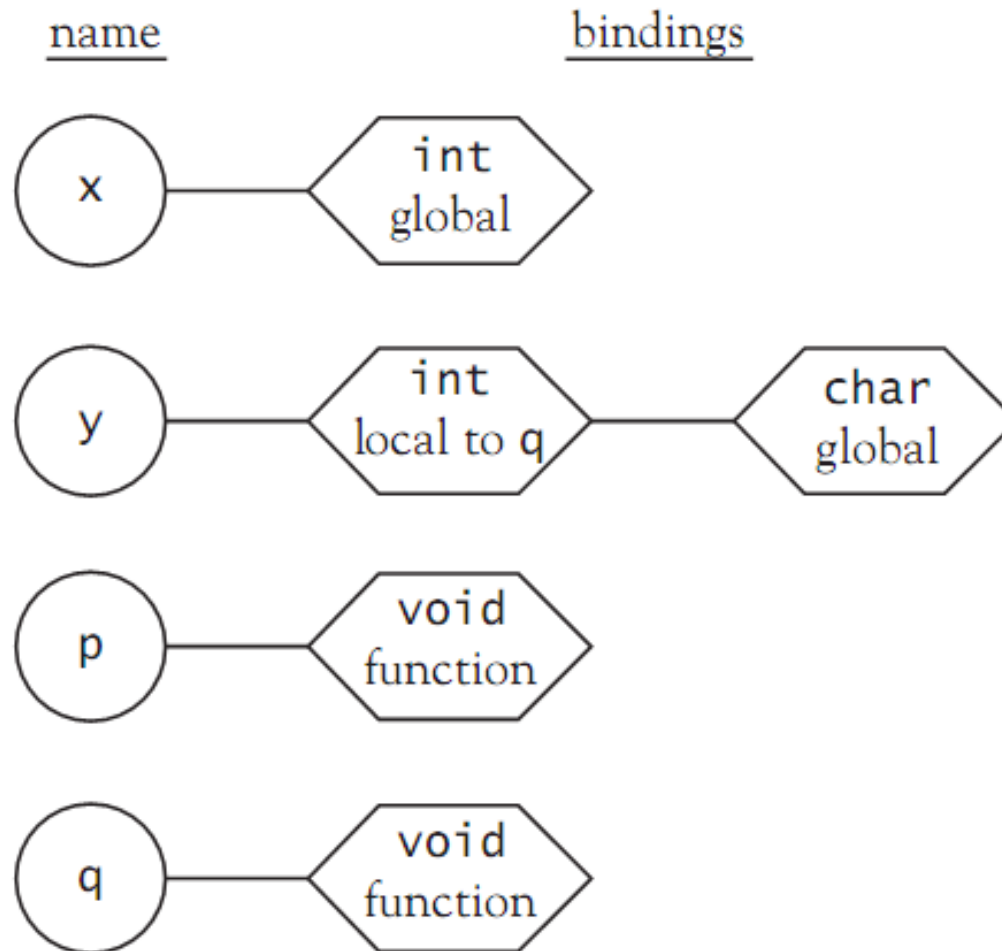 name bindings
x int
global
y int
local to q char
global
p void
function
q void
function